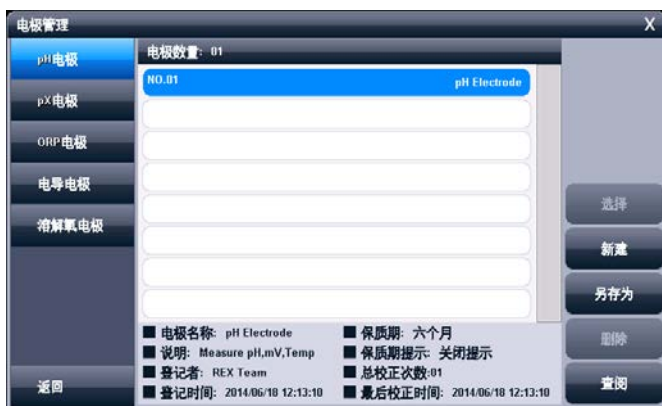 电极管理 X
pH电极
pX电极
ORP电极
电导电极
溶解氧电极
返回
电极数量: 01
NO.01 pH Electrode
电极名称: pH Electrode
说明: Measure pH,mV,Temp
登记者: REX Team
登记时间: 2014/06/18 12:13:10
保质期: 六个月
保质期提示: 关闭提示
总校正次数:01
最后校正时间: 2014/06/18 12:13:10
选择
新建
另存为
删除
查阅